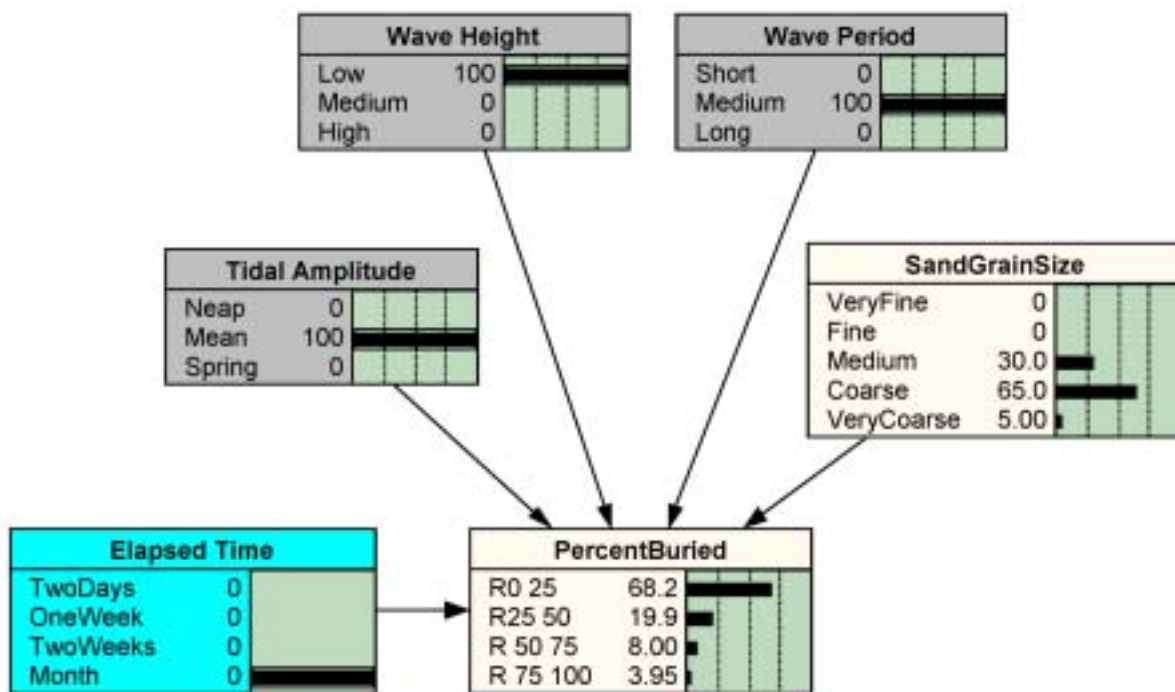 Wave Height
Low 100
Medium 0
High 0
Wave Period
Short 0
Medium 100
Long 0
Tidal Amplitude
Neap 0
Mean 100
Spring 0
SandGrainSize
VeryFine 0
Fine 0
Medium 30.0
Coarse 65.0
VeryCoarse 5.00
Elapsed Time
TwoDays 0
OneWeek 0
TwoWeeks 0
Month 0
PercentBuried
R0 25 68.2
R25 50 19.9
R 50 75 8.00
R 75 100 3.95